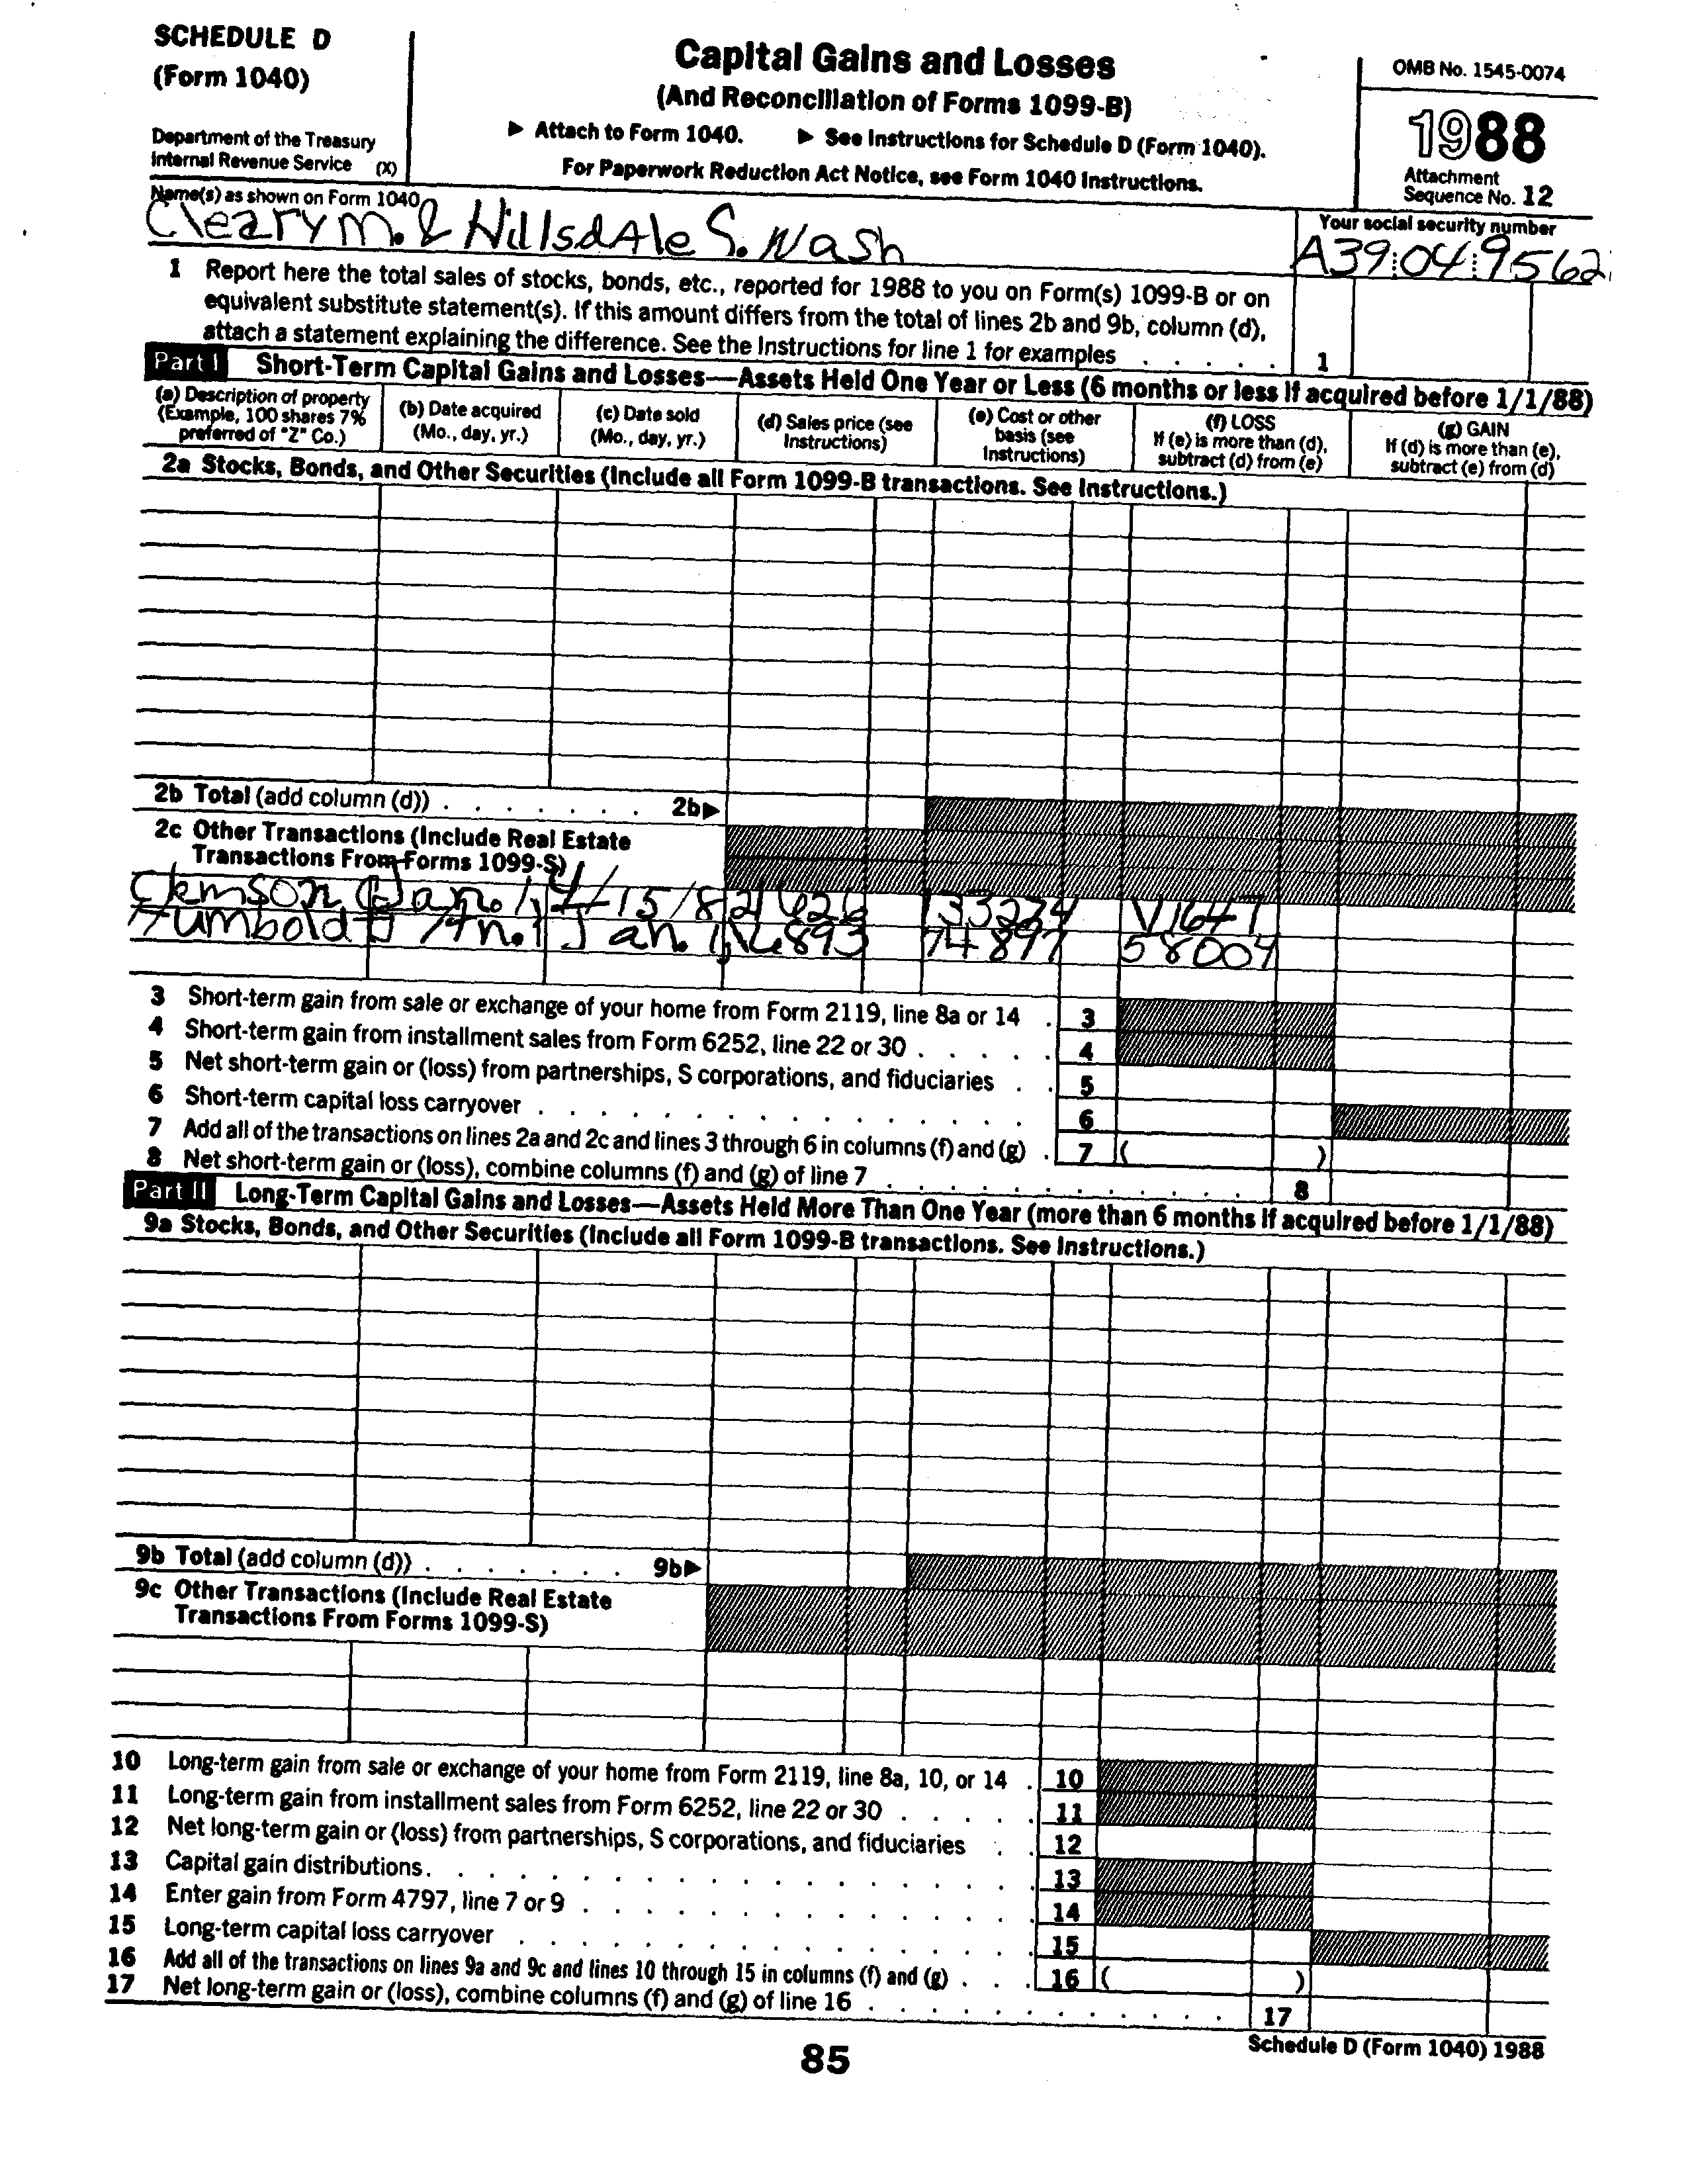 SCHEDULE D
(Form 1040)
Department of the Treasury
Internal Revenue Service (X)
Capital Gains and Losses
(And Reconciliation of Forms 1099-B)
▶ Attach to Form 1040. ▶ See Instructions for Schedule D (Form 1040).
For Paperwork Reduction Act Notice, see Form 1040 Instructions.
OMB No. 1545-0074
1988
Attachment
Sequence No. 12
Name(s) as shown on Form 1040
Cleary M. & HillsdAle S. Nash
Your social security number
A39:04:9562
1 Report here the total sales of stocks, bonds, etc., reported for 1988 to you on Form(s) 1099-B or on
equivalent substitute statement(s). If this amount differs from the total of lines 2b and 9b, column (d),
attach a statement explaining the difference. See the Instructions for line 1 for examples . . . . . 1
Part I Short-Term Capital Gains and Losses—Assets Held One Year or Less (6 months or less if acquired before 1/1/88)
(a) Description of property
(Example, 100 shares 7%
preferred of "Z" Co.)
(b) Date acquired
(Mo., day, yr.)
(c) Date sold
(Mo., day, yr.)
(d) Sales price (see
Instructions)
(e) Cost or other
basis (see
Instructions)
(f) LOSS
If (e) is more than (d),
subtract (d) from (e)
(g) GAIN
If (d) is more than (e),
subtract (e) from (d)
2a Stocks, Bonds, and Other Securities (Include all Form 1099-B transactions. See Instructions.)
2b Total (add column (d)) . . . . . . . 2b▶
2c Other Transactions (Include Real Estate
Transactions From Forms 1099-S)
Clemson Jan. 4/15/8 21626 133274
Humboldt Jan. 1, 16893 74897 58004
3 Short-term gain from sale or exchange of your home from Form 2119, line 8a or 14 . 3
4 Short-term gain from installment sales from Form 6252, line 22 or 30 . . . . . 4
5 Net short-term gain or (loss) from partnerships, S corporations, and fiduciaries . . 5
6 Short-term capital loss carryover . . . . . . . . . . . . . . . . 6
7 Add all of the transactions on lines 2a and 2c and lines 3 through 6 in columns (f) and (g) . 7 ( )
8 Net short-term gain or (loss), combine columns (f) and (g) of line 7 . . . . . . . . . . . . 8
Part II Long-Term Capital Gains and Losses—Assets Held More Than One Year (more than 6 months if acquired before 1/1/88)
9a Stocks, Bonds, and Other Securities (Include all Form 1099-B transactions. See Instructions.)
9b Total (add column (d)) . . . . . . . 9b▶
9c Other Transactions (Include Real Estate
Transactions From Forms 1099-S)
10 Long-term gain from sale or exchange of your home from Form 2119, line 8a, 10, or 14 . 10
11 Long-term gain from installment sales from Form 6252, line 22 or 30 . . . . . 11
12 Net long-term gain or (loss) from partnerships, S corporations, and fiduciaries . . 12
13 Capital gain distributions. . . . . . . . . . . . . . . . . . . . 13
14 Enter gain from Form 4797, line 7 or 9 . . . . . . . . . . . . . . . 14
15 Long-term capital loss carryover . . . . . . . . . . . . . . . . . 15
16 Add all of the transactions on lines 9a and 9c and lines 10 through 15 in columns (f) and (g) . . . 16 ( )
17 Net long-term gain or (loss), combine columns (f) and (g) of line 16 . . . . . . . . . . . . 17
85
Schedule D (Form 1040) 1988